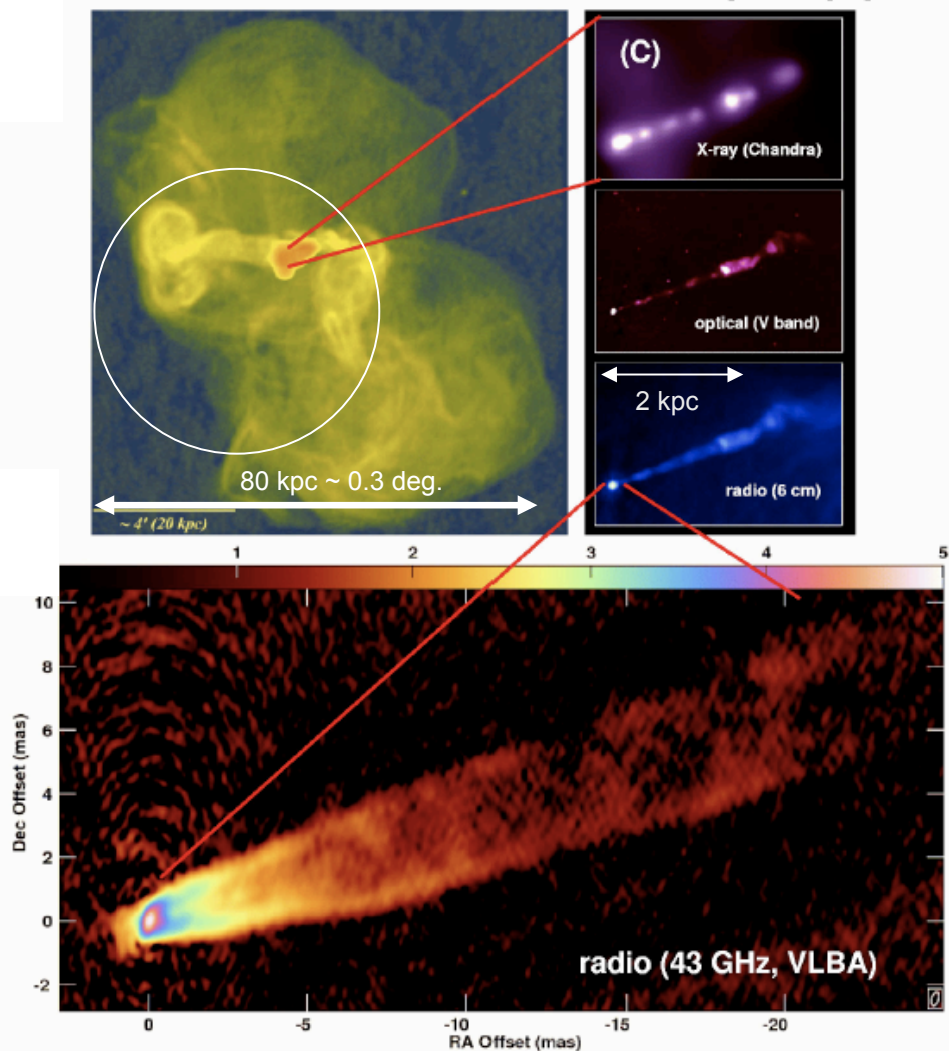 (C)
X-ray (Chandra)
optical (V band)
2 kpc
radio (6 cm)
80 kpc ~ 0.3 deg.
~ 4' (20 kpc)
1 2 3 4 5
10
8
6
4
2
0
-2
Dec Offset (mas)
radio (43 GHz, VLBA)
0 -5 -10 -15 -20
RA Offset (mas)